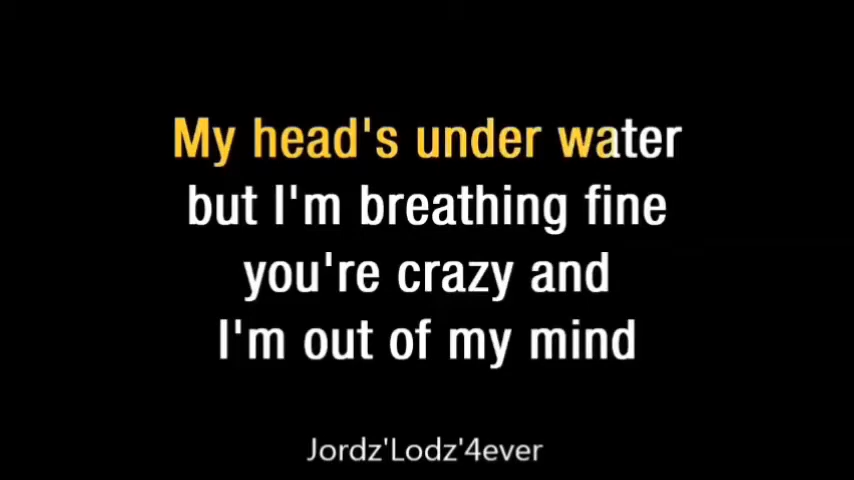 My head's under water
but I'm breathing fine
you're crazy and
I'm out of my mind
Jordz'Lodz'4ever